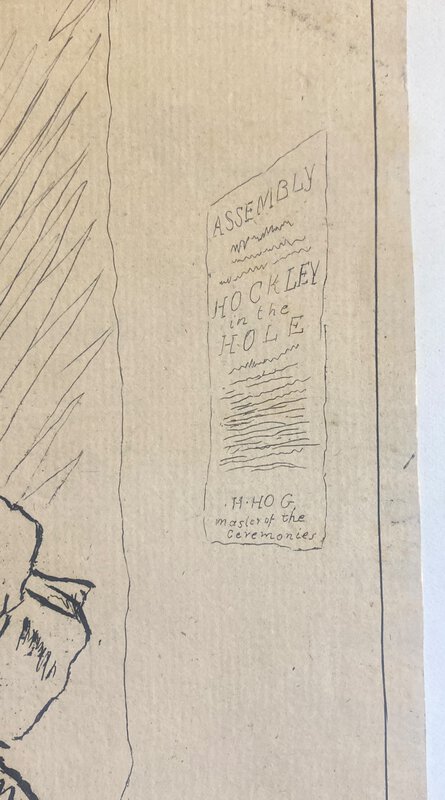 ASSEMBLY
HOCKLEY
in the
HOLE
H·HOG
master of the
Ceremonies